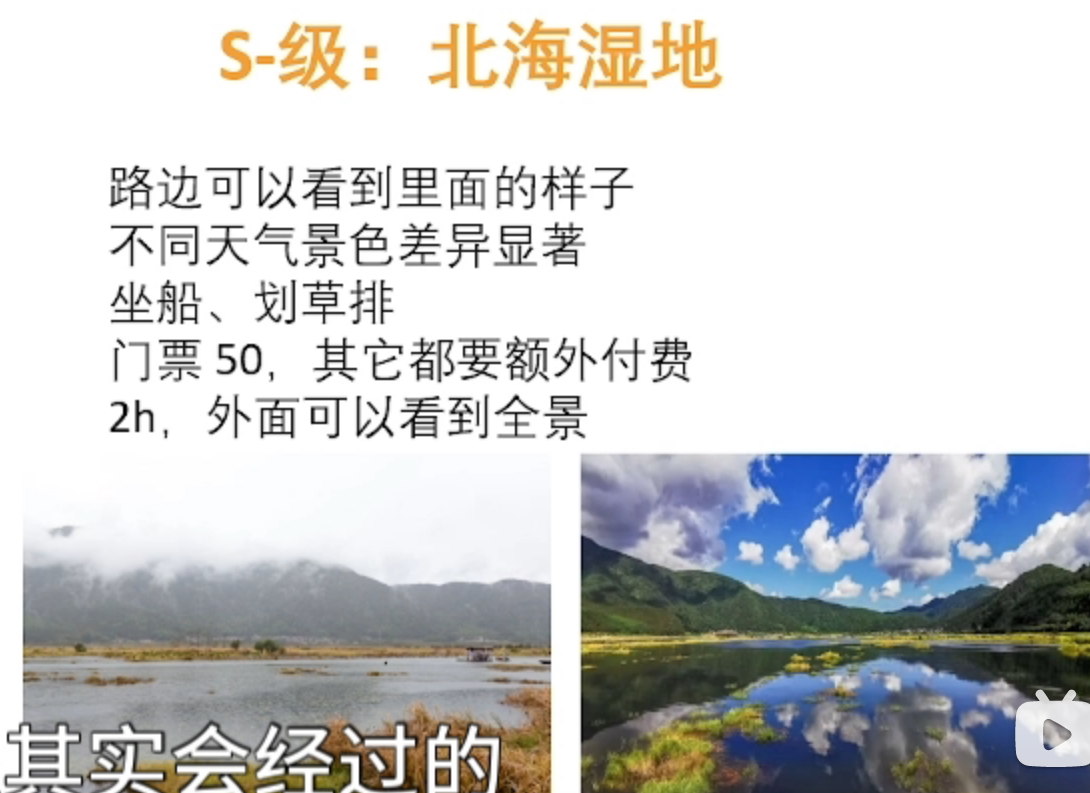 S-级：北海湿地
路边可以看到里面的样子
不同天气景色差异显著
坐船、划草排
门票 50，其它都要额外付费
2h，外面可以看到全景
其实会经过的